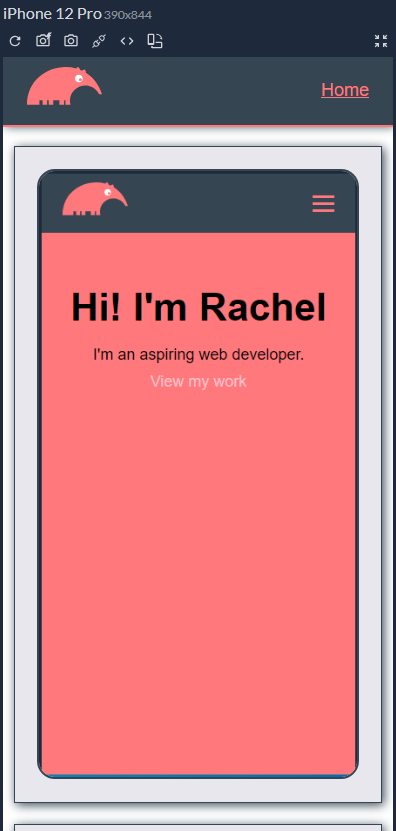 iPhone 12 Pro 390x844
Home
Hi! I'm Rachel
I'm an aspiring web developer.
View my work